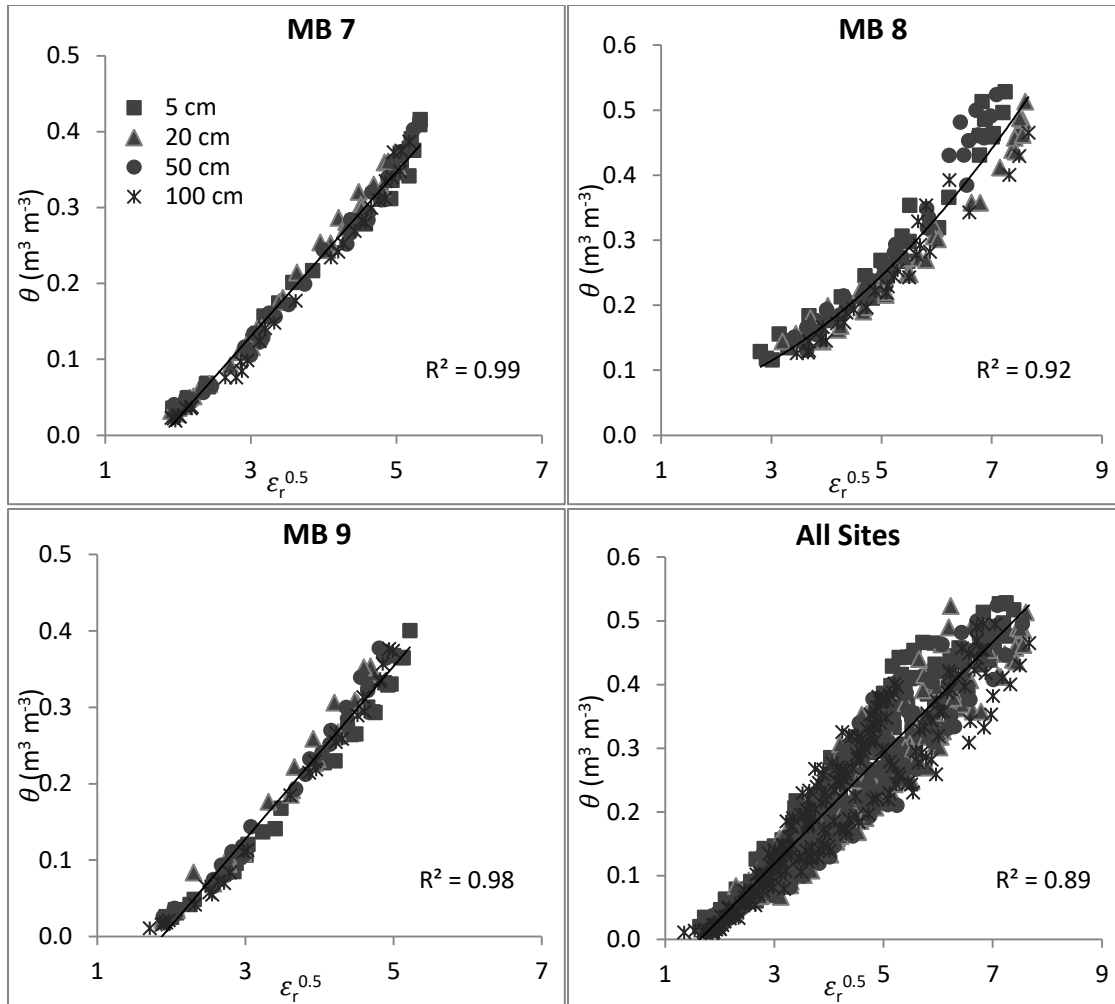 MB 7
0.5
0.4
0.3
0.2
0.1
0.0
θ (m³ m⁻³)
5 cm
20 cm
50 cm
100 cm
R² = 0.99
1 3 5 7
εᵣ⁰·⁵
MB 8
0.6
0.5
0.4
0.3
0.2
0.1
0.0
θ (m³ m⁻³)
R² = 0.92
1 3 5 7 9
εᵣ⁰·⁵
MB 9
0.5
0.4
0.3
0.2
0.1
0.0
θ (m³ m⁻³)
R² = 0.98
1 3 5 7
εᵣ⁰·⁵
All Sites
0.6
0.5
0.4
0.3
0.2
0.1
0.0
θ (m³ m⁻³)
R² = 0.89
1 3 5 7 9
εᵣ⁰·⁵